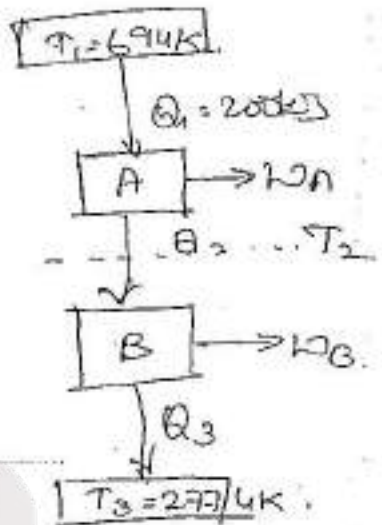 T₁=694K.
Q₁ = 200kJ
A → WA
Q₂ ... T₂
B → WB.
Q₃
T₃ = 277/4K.